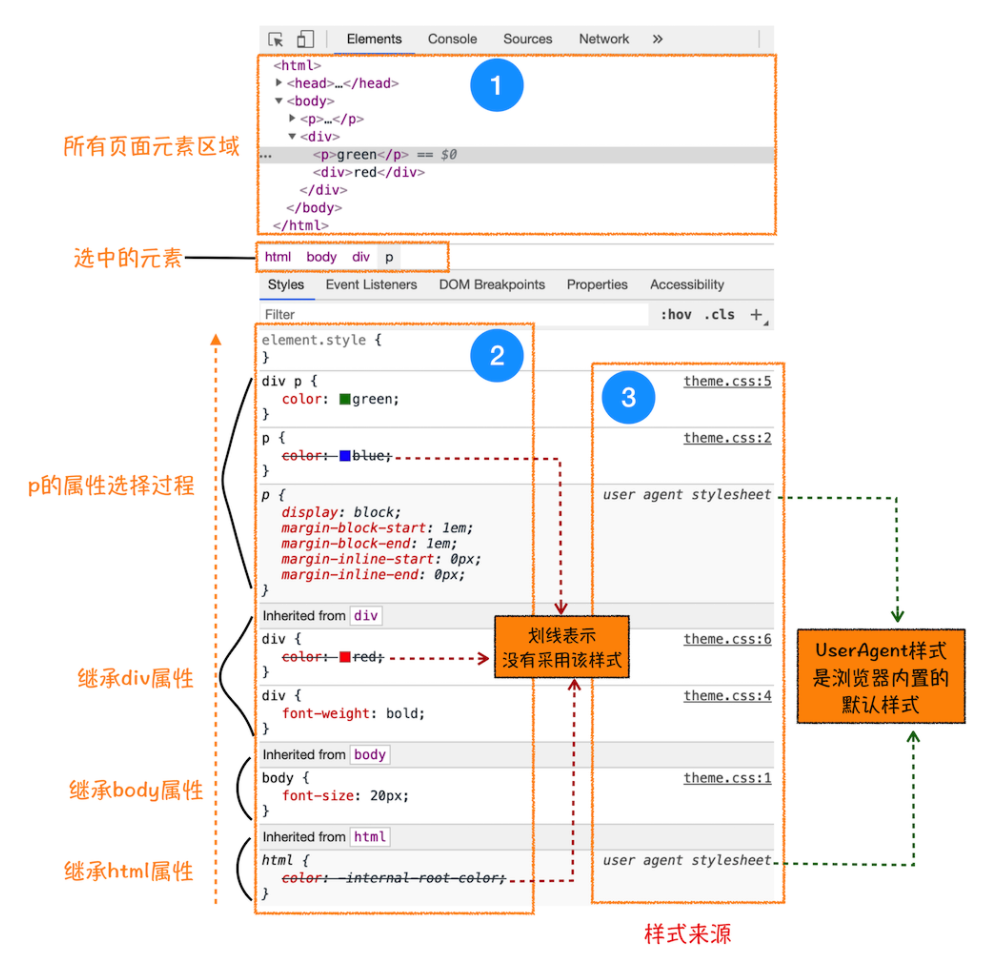 Elements Console Sources Network »
<html>
<head>…</head>
<body>
<p>…</p>
<div>
… <p>green</p> == $0
<div>red</div>
</div>
</body>
</html>
1
所有页面元素区域
选中的元素
html body div p
Styles Event Listeners DOM Breakpoints Properties Accessibility
Filter :hov .cls +
2
element.style {
}
3
div p { theme.css:5
color: green;
}
p { theme.css:2
color: blue;
}
p的属性选择过程
p { user agent stylesheet
display: block;
margin-block-start: 1em;
margin-block-end: 1em;
margin-inline-start: 0px;
margin-inline-end: 0px;
}
Inherited from div
div { theme.css:6
color: red;
}
继承div属性
div { theme.css:4
font-weight: bold;
}
划线表示
没有采用该样式
UserAgent样式
是浏览器内置的
默认样式
Inherited from body
body { theme.css:1
font-size: 20px;
}
继承body属性
Inherited from html
html { user agent stylesheet
color: -internal-root-color;
}
继承html属性
样式来源